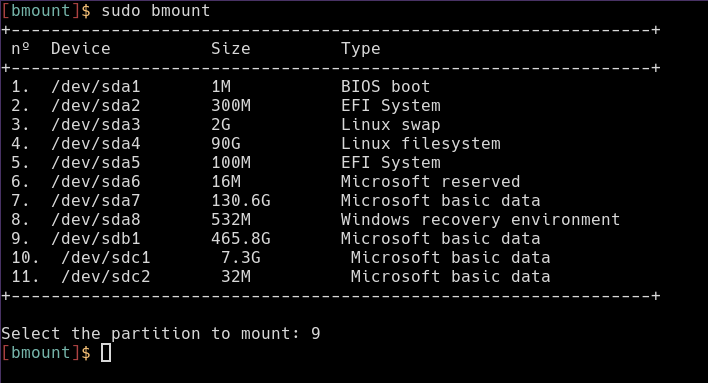 [bmount]$ sudo bmount
+----------------------------------------------------------------+
 nº  Device          Size         Type
+----------------------------------------------------------------+
 1.  /dev/sda1       1M           BIOS boot
 2.  /dev/sda2       300M         EFI System
 3.  /dev/sda3       2G           Linux swap
 4.  /dev/sda4       90G          Linux filesystem
 5.  /dev/sda5       100M         EFI System
 6.  /dev/sda6       16M          Microsoft reserved
 7.  /dev/sda7       130.6G       Microsoft basic data
 8.  /dev/sda8       532M         Windows recovery environment
 9.  /dev/sdb1       465.8G       Microsoft basic data
 10.  /dev/sdc1       7.3G         Microsoft basic data
 11.  /dev/sdc2       32M          Microsoft basic data
+----------------------------------------------------------------+
Select the partition to mount: 9
[bmount]$